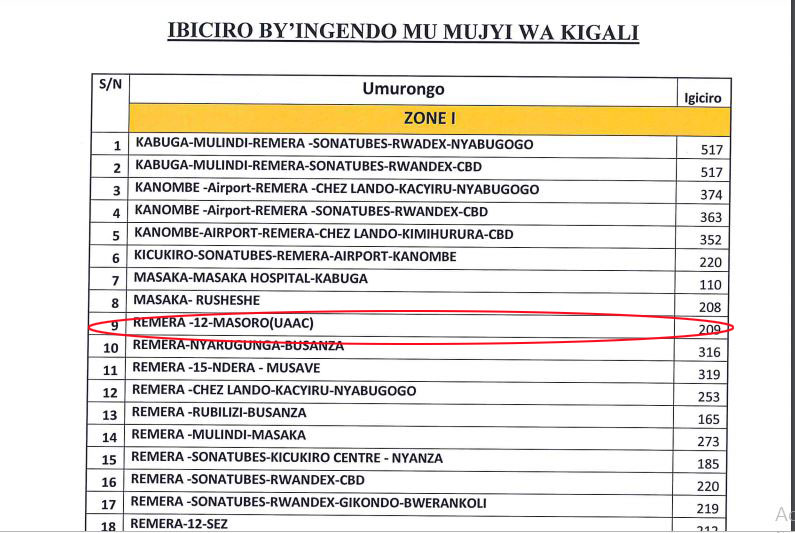 IBICIRO BY’INGENDO MU MUJYI WA KIGALI
S/N Umurongo Igiciro
ZONE I
1 KABUGA-MULINDI-REMERA -SONATUBES-RWADEX-NYABUGOGO 517
2 KABUGA-MULINDI-REMERA-SONATUBES-RWANDEX-CBD 517
3 KANOMBE -Airport-REMERA -CHEZ LANDO-KACYIRU-NYABUGOGO 374
4 KANOMBE -Airport-REMERA -SONATUBES-RWANDEX-CBD 363
5 KANOMBE-AIRPORT-REMERA-CHEZ LANDO-KIMIHURURA-CBD 352
6 KICUKIRO-SONATUBES-REMERA-AIRPORT-KANOMBE 220
7 MASAKA-MASAKA HOSPITAL-KABUGA 110
8 MASAKA- RUSHESHE 208
9 REMERA -12-MASORO(UAAC) 209
10 REMERA-NYARUGUNGA-BUSANZA 316
11 REMERA -15-NDERA - MUSAVE 319
12 REMERA -CHEZ LANDO-KACYIRU-NYABUGOGO 253
13 REMERA -RUBILIZI-BUSANZA 165
14 REMERA -MULINDI-MASAKA 273
15 REMERA -SONATUBES-KICUKIRO CENTRE - NYANZA 185
16 REMERA -SONATUBES-RWANDEX-CBD 220
17 REMERA -SONATUBES-RWANDEX-GIKONDO-BWERANKOLI 219
18 REMERA-12-SEZ 212